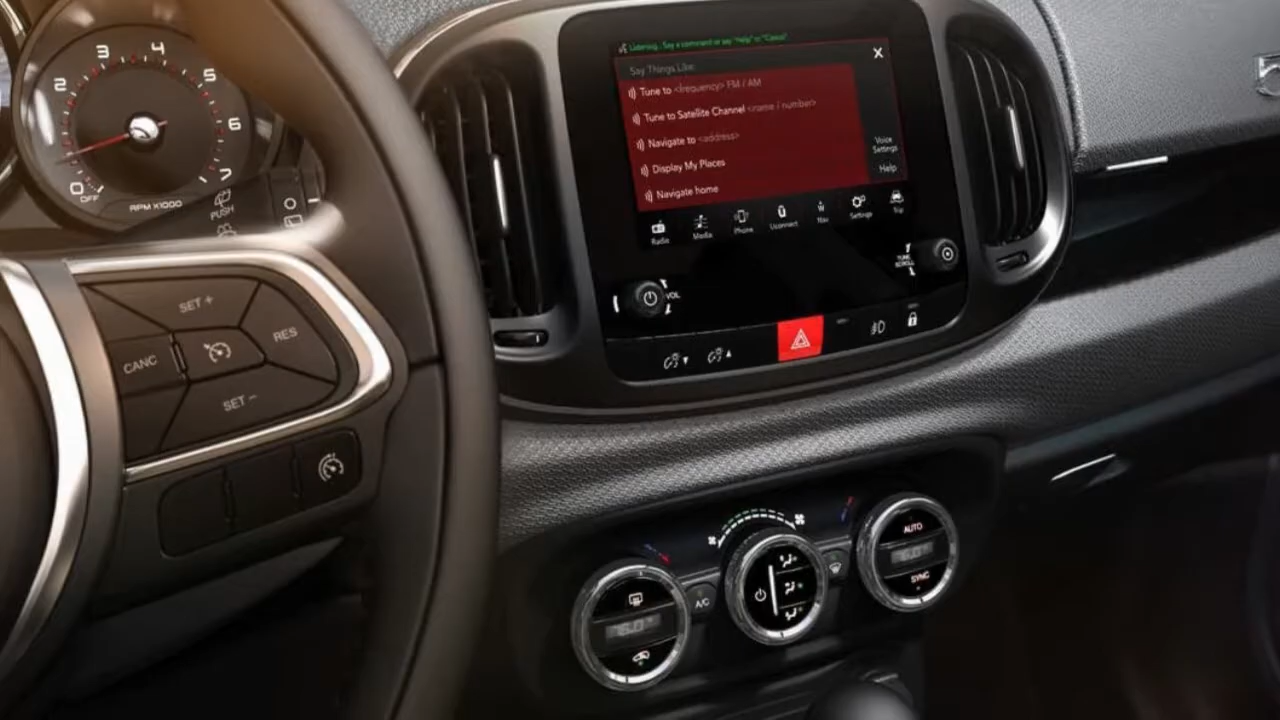 3 4
2 5
6
0 7
OFF
RPM X1000
PUSH
SET +
RES
CANC
SET –
Listening... Say a command or say "Help" or "Cancel"
Say Things Like:
Tune to <frequency> FM / AM
Tune to Satellite Channel <name / number>
Navigate to <address>
Display My Places
Navigate home
Voice
Settings
Help
Radio Media Phone Uconnect Nav Settings Trip
VOL
TUNE
SCROLL
A/C
AUTO
SYNC